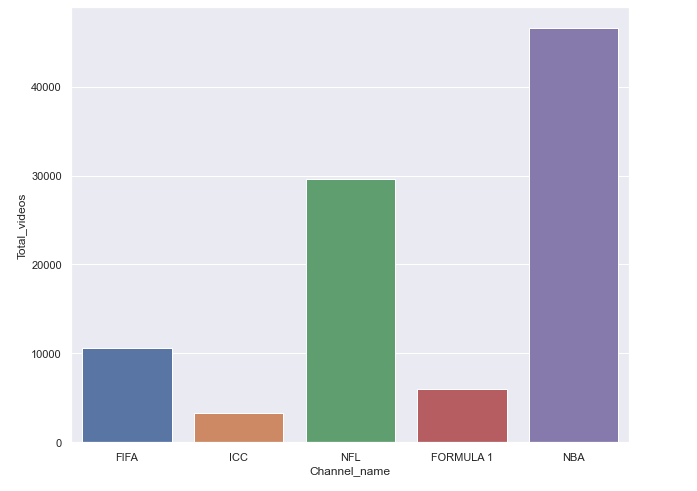 40000
30000
20000
10000
0
Total_videos
FIFA ICC NFL FORMULA 1 NBA
Channel_name